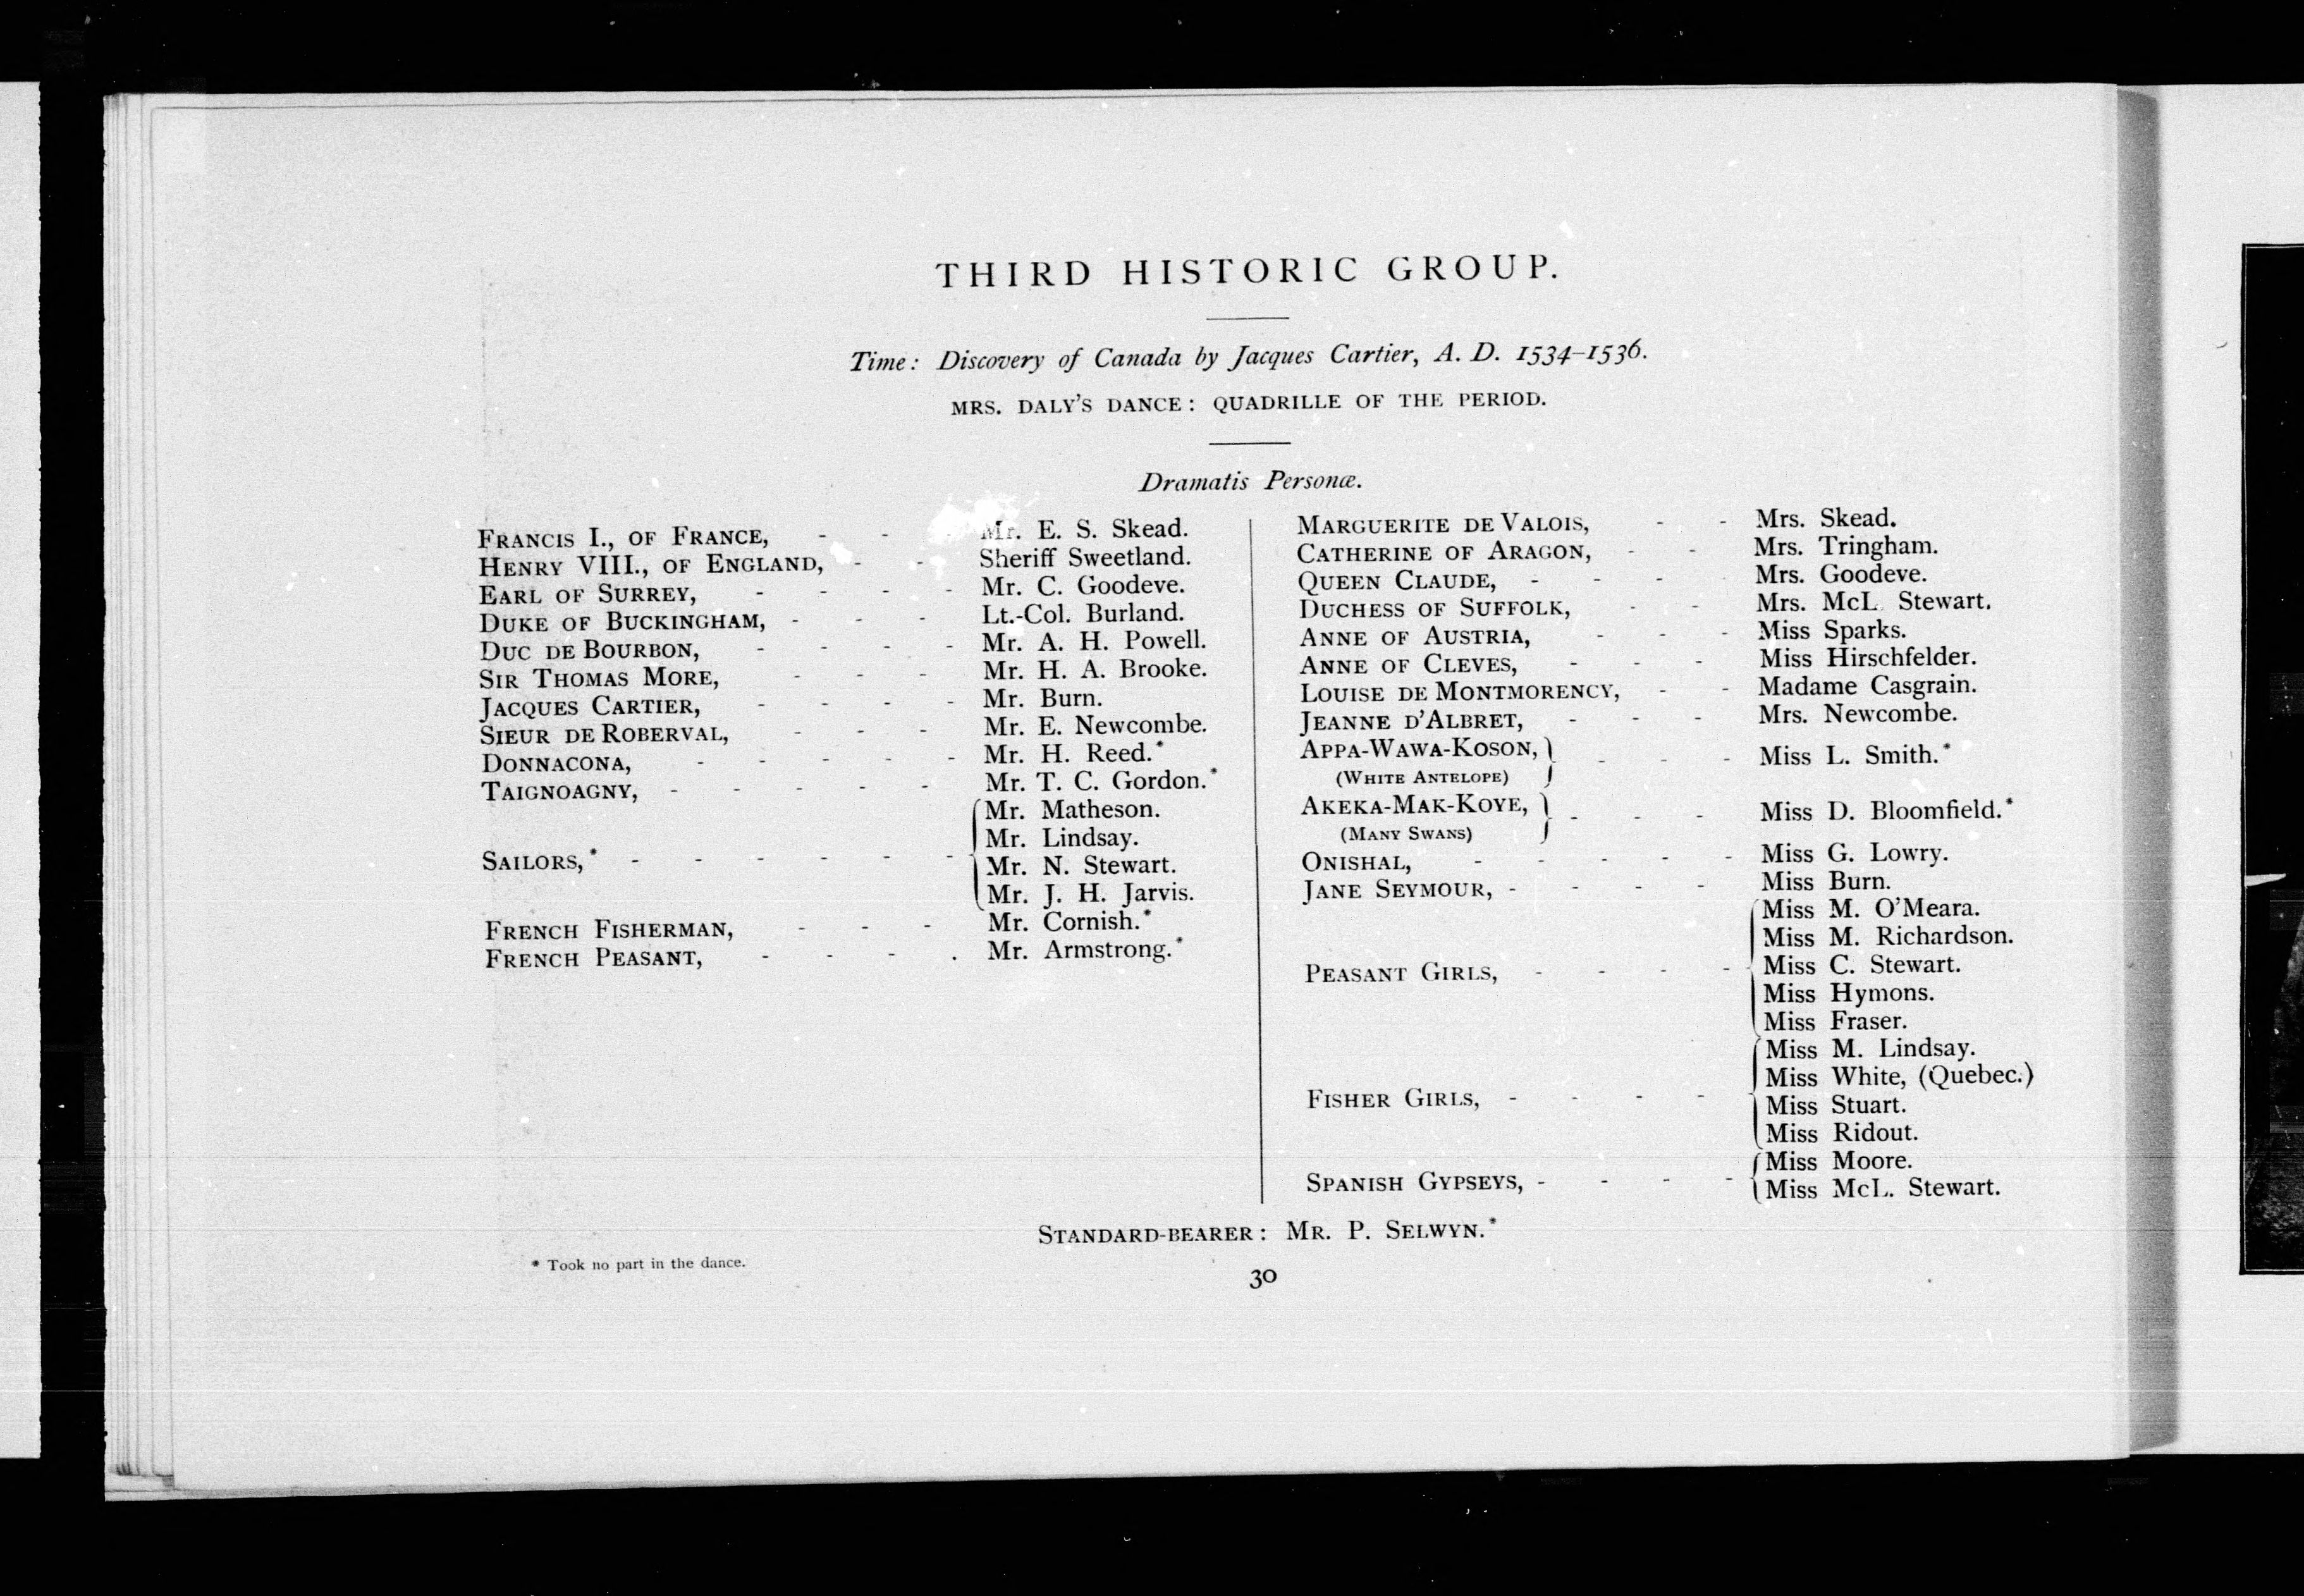 THIRD HISTORIC GROUP.
Time: Discovery of Canada by Jacques Cartier, A. D. 1534–1536.
MRS. DALY'S DANCE: QUADRILLE OF THE PERIOD.
Dramatis Personæ.
FRANCIS I., OF FRANCE, - - Mr. E. S. Skead.
HENRY VIII., OF ENGLAND, - - Sheriff Sweetland.
EARL OF SURREY, - - - - Mr. C. Goodeve.
DUKE OF BUCKINGHAM, - - - Lt.-Col. Burland.
DUC DE BOURBON, - - - - Mr. A. H. Powell.
SIR THOMAS MORE, - - - Mr. H. A. Brooke.
JACQUES CARTIER, - - - - Mr. Burn.
SIEUR DE ROBERVAL, - - - Mr. E. Newcombe.
DONNACONA, - - - - - Mr. H. Reed.*
TAIGNOAGNY, - - - - - Mr. T. C. Gordon.*
Mr. Matheson.
Mr. Lindsay.
SAILORS,* - - - - - - Mr. N. Stewart.
Mr. J. H. Jarvis.
FRENCH FISHERMAN, - - - Mr. Cornish.*
FRENCH PEASANT, - - - . Mr. Armstrong.*
MARGUERITE DE VALOIS, - - Mrs. Skead.
CATHERINE OF ARAGON, - - Mrs. Tringham.
QUEEN CLAUDE, - - - Mrs. Goodeve.
DUCHESS OF SUFFOLK, - - Mrs. McL Stewart.
ANNE OF AUSTRIA, - - - Miss Sparks.
ANNE OF CLEVES, - - - Miss Hirschfelder.
LOUISE DE MONTMORENCY, - - Madame Casgrain.
JEANNE D'ALBRET, - - - Mrs. Newcombe.
APPA-WAWA-KOSON, - - - Miss L. Smith.*
(WHITE ANTELOPE)
AKEKA-MAK-KOYE, - - - Miss D. Bloomfield.*
(MANY SWANS)
ONISHAL, - - - - - Miss G. Lowry.
JANE SEYMOUR, - - - - Miss Burn.
Miss M. O'Meara.
Miss M. Richardson.
PEASANT GIRLS, - - - - Miss C. Stewart.
Miss Hymons.
Miss Fraser.
Miss M. Lindsay.
Miss White, (Quebec.)
FISHER GIRLS, - - - - Miss Stuart.
Miss Ridout.
Miss Moore.
SPANISH GYPSEYS, - - - - Miss McL. Stewart.
STANDARD-BEARER: MR. P. SELWYN.*
* Took no part in the dance.
30